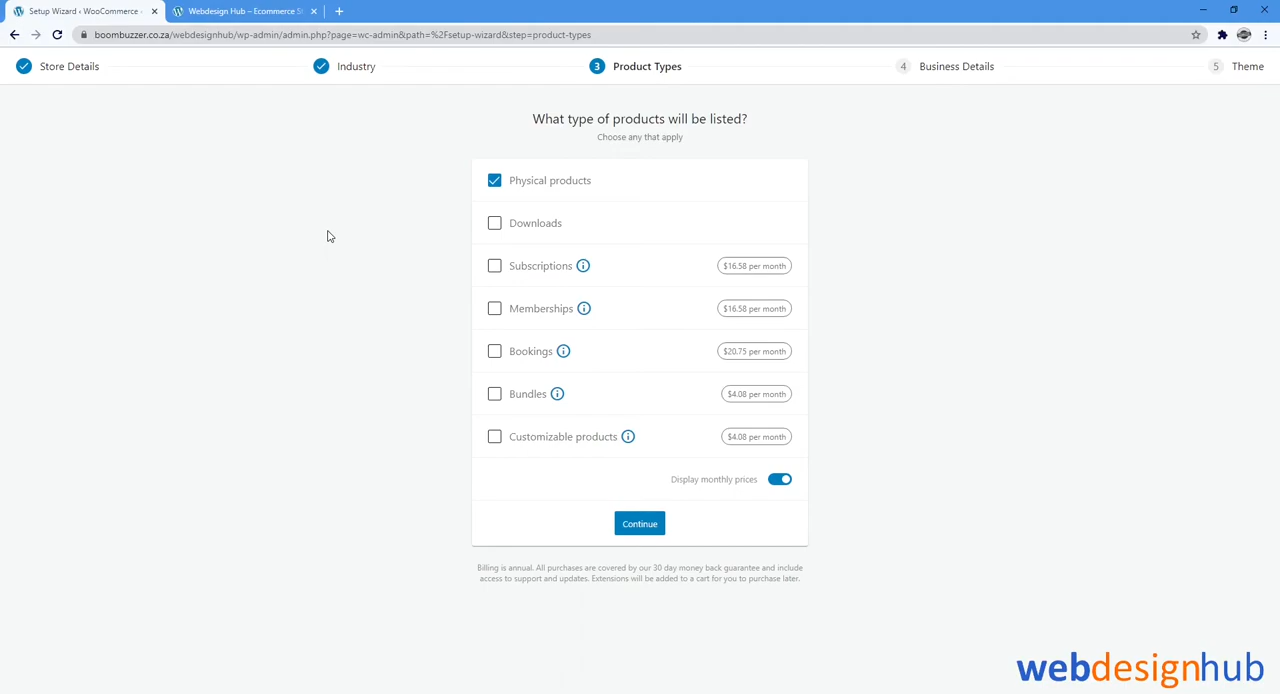 Setup Wizard ‹ WooCommerce -
Webdesign Hub – Ecommerce S
boombuzzer.co.za/webdesignhub/wp-admin/admin.php?page=wc-admin&path=%2Fsetup-wizard&step=product-types
Store Details
Industry
3 Product Types
4 Business Details
5 Theme
What type of products will be listed?
Choose any that apply
Physical products
Downloads
Subscriptions $16.58 per month
Memberships $16.58 per month
Bookings $20.75 per month
Bundles $4.08 per month
Customizable products $4.08 per month
Display monthly prices
Continue
Billing is annual. All purchases are covered by our 30 day money back guarantee and include
access to support and updates. Extensions will be added to a cart for you to purchase later.
webdesignhub